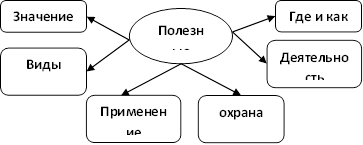 Значение
Полезн
Где и как
Виды
Деятельно
сть
Применен
ие
охрана